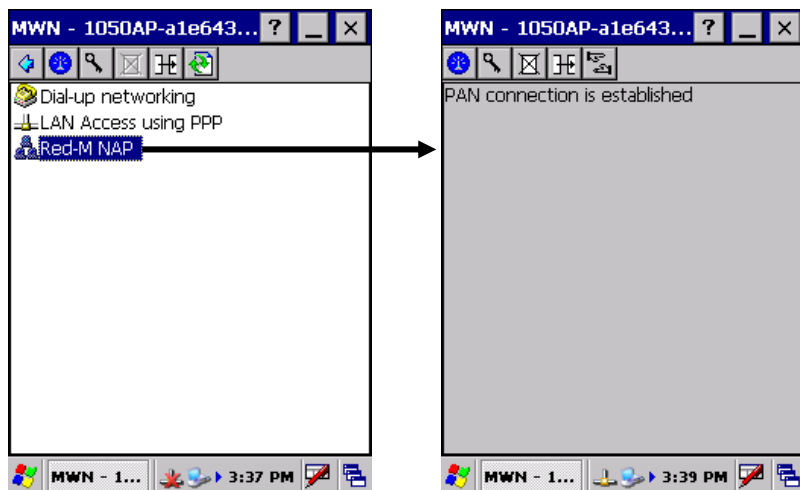 MWN - 1050AP-a1e643... ? _ ×
Dial-up networking
LAN Access using PPP
Red-M NAP
MWN - 1... 3:37 PM
MWN - 1050AP-a1e643... ? _ ×
PAN connection is established
MWN - 1... 3:39 PM